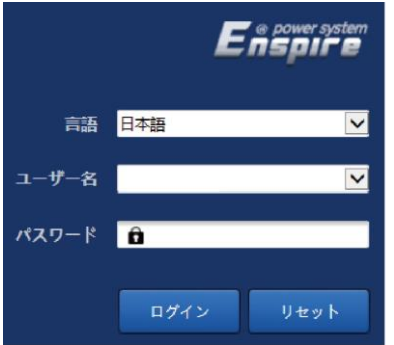 power system
Enspire
言語 日本語
ユーザー名
パスワード
ログイン リセット